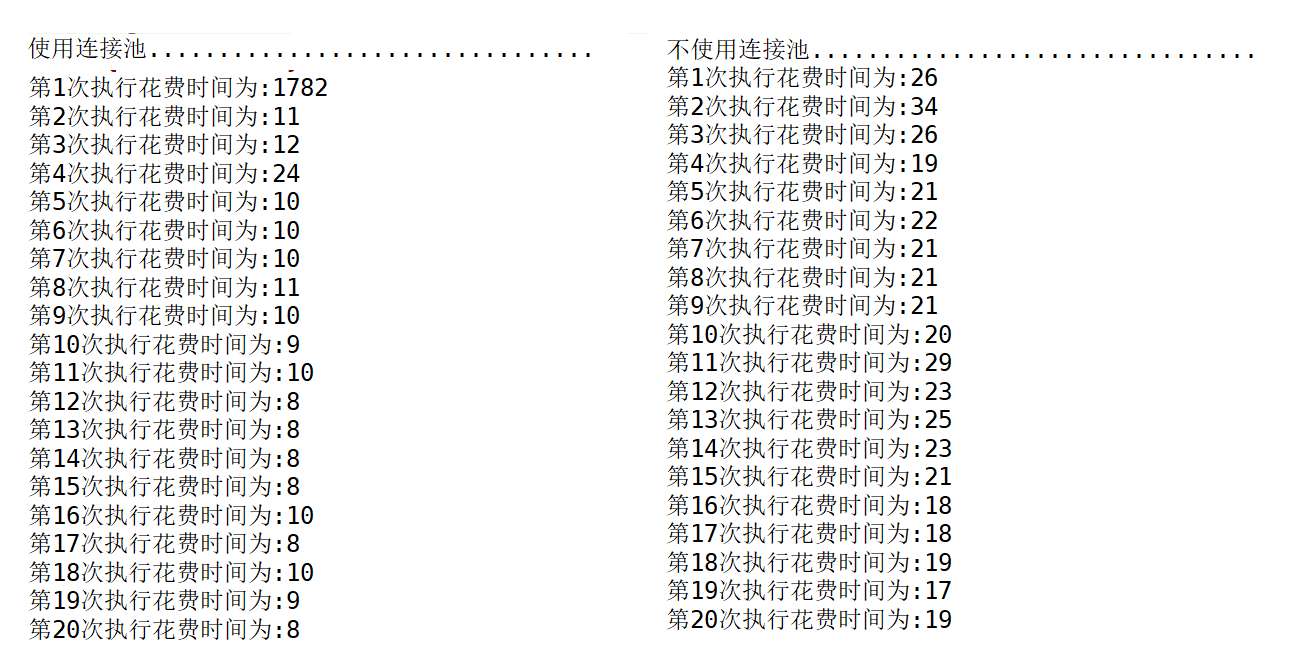 使用连接池................................
第1次执行花费时间为:1782
第2次执行花费时间为:11
第3次执行花费时间为:12
第4次执行花费时间为:24
第5次执行花费时间为:10
第6次执行花费时间为:10
第7次执行花费时间为:10
第8次执行花费时间为:11
第9次执行花费时间为:10
第10次执行花费时间为:9
第11次执行花费时间为:10
第12次执行花费时间为:8
第13次执行花费时间为:8
第14次执行花费时间为:8
第15次执行花费时间为:8
第16次执行花费时间为:10
第17次执行花费时间为:8
第18次执行花费时间为:10
第19次执行花费时间为:9
第20次执行花费时间为:8
不使用连接池................................
第1次执行花费时间为:26
第2次执行花费时间为:34
第3次执行花费时间为:26
第4次执行花费时间为:19
第5次执行花费时间为:21
第6次执行花费时间为:22
第7次执行花费时间为:21
第8次执行花费时间为:21
第9次执行花费时间为:21
第10次执行花费时间为:20
第11次执行花费时间为:29
第12次执行花费时间为:23
第13次执行花费时间为:25
第14次执行花费时间为:23
第15次执行花费时间为:21
第16次执行花费时间为:18
第17次执行花费时间为:18
第18次执行花费时间为:19
第19次执行花费时间为:17
第20次执行花费时间为:19